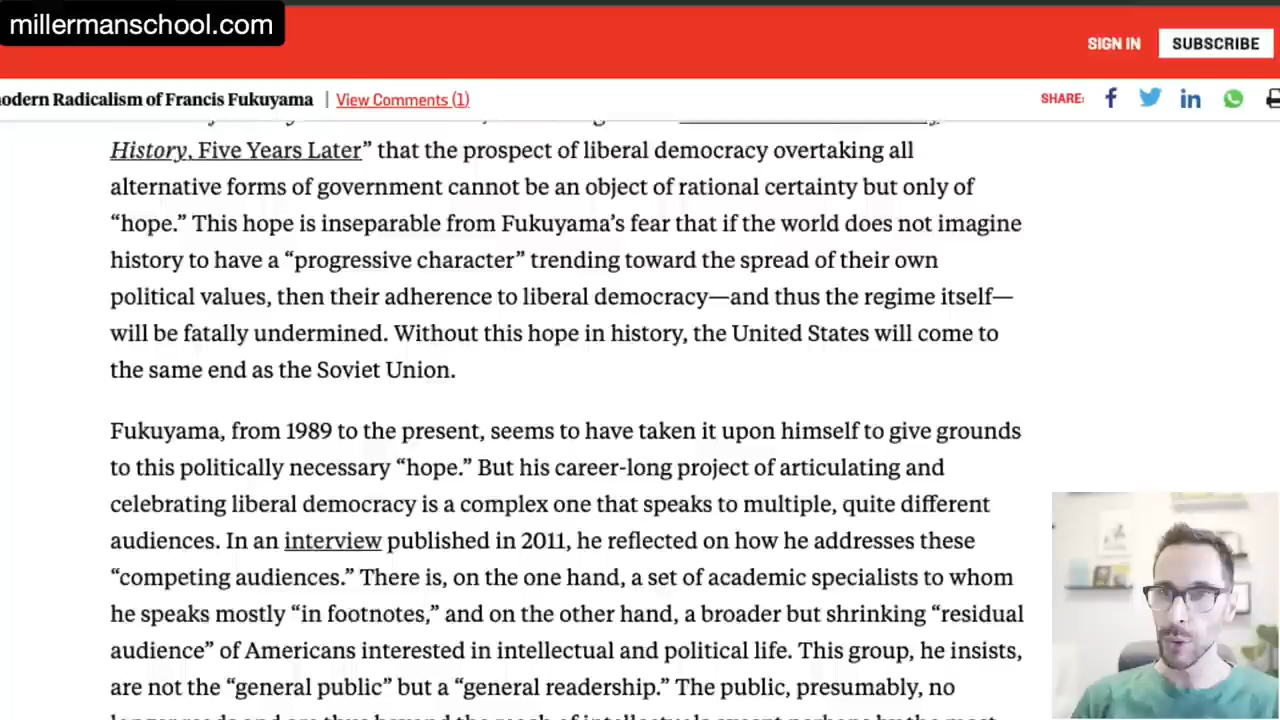 millermanschool.com
SIGN IN
SUBSCRIBE
modern Radicalism of Francis Fukuyama | View Comments (1)
SHARE:
History, Five Years Later” that the prospect of liberal democracy overtaking all
alternative forms of government cannot be an object of rational certainty but only of
“hope.” This hope is inseparable from Fukuyama’s fear that if the world does not imagine
history to have a “progressive character” trending toward the spread of their own
political values, then their adherence to liberal democracy—and thus the regime itself—
will be fatally undermined. Without this hope in history, the United States will come to
the same end as the Soviet Union.
Fukuyama, from 1989 to the present, seems to have taken it upon himself to give grounds
to this politically necessary “hope.” But his career-long project of articulating and
celebrating liberal democracy is a complex one that speaks to multiple, quite different
audiences. In an interview published in 2011, he reflected on how he addresses these
“competing audiences.” There is, on the one hand, a set of academic specialists to whom
he speaks mostly “in footnotes,” and on the other hand, a broader but shrinking “residual
audience” of Americans interested in intellectual and political life. This group, he insists,
are not the “general public” but a “general readership.” The public, presumably, no